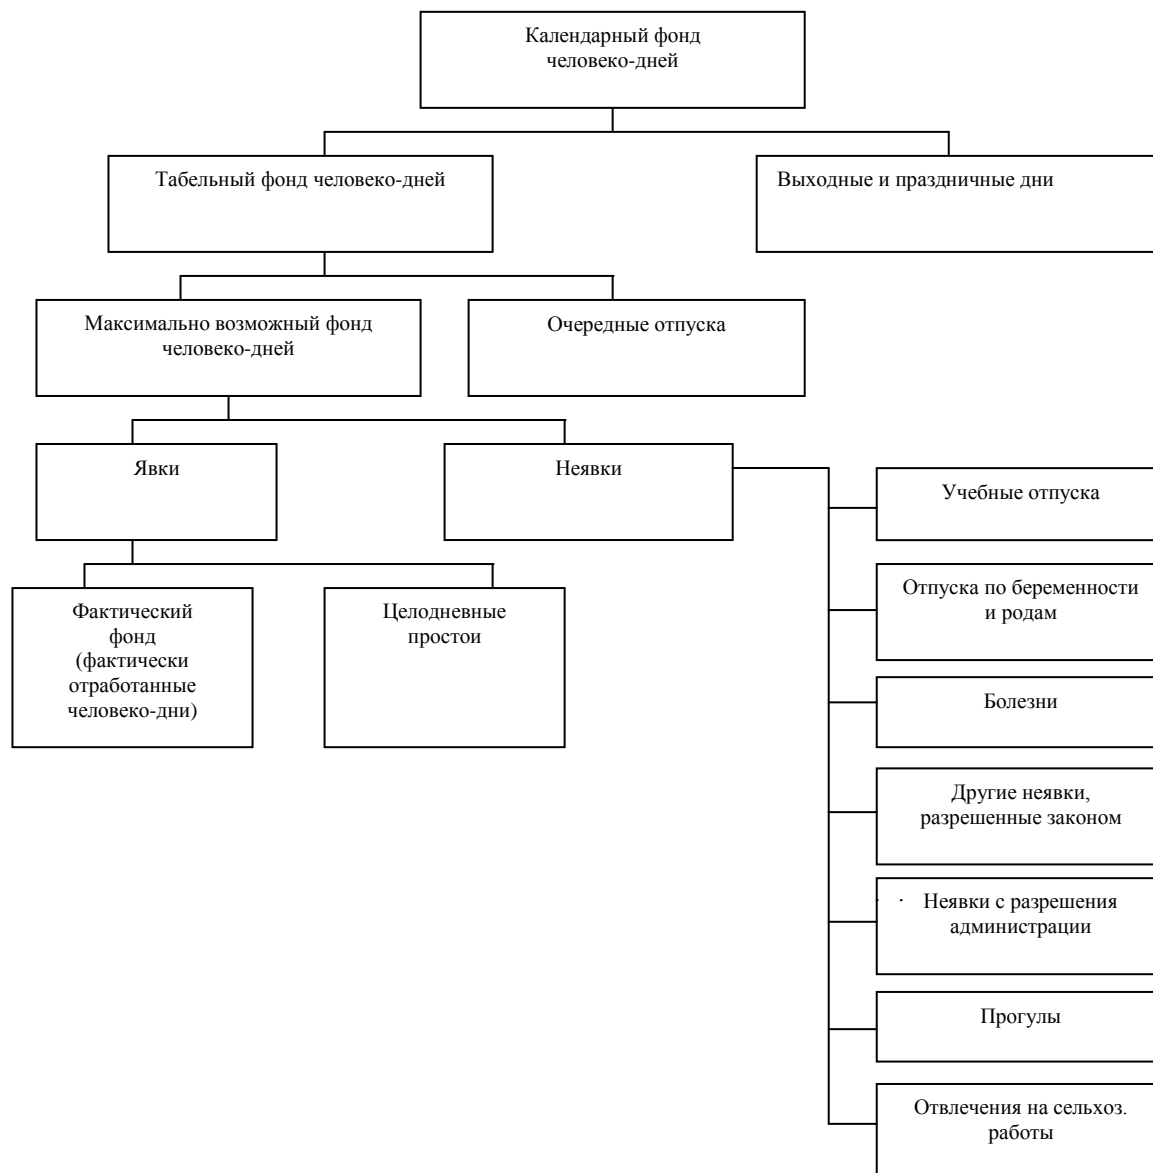 Календарный фонд
человеко-дней
Табельный фонд человеко-дней
Выходные и праздничные дни
Максимально возможный фонд
человеко-дней
Очередные отпуска
Явки
Неявки
Учебные отпуска
Фактический
фонд
(фактически
отработанные
человеко-дни)
Целодневные
простои
Отпуска по беременности
и родам
Болезни
Другие неявки,
разрешенные законом
Неявки с разрешения
администрации
Прогулы
Отвлечения на сельхоз.
работы